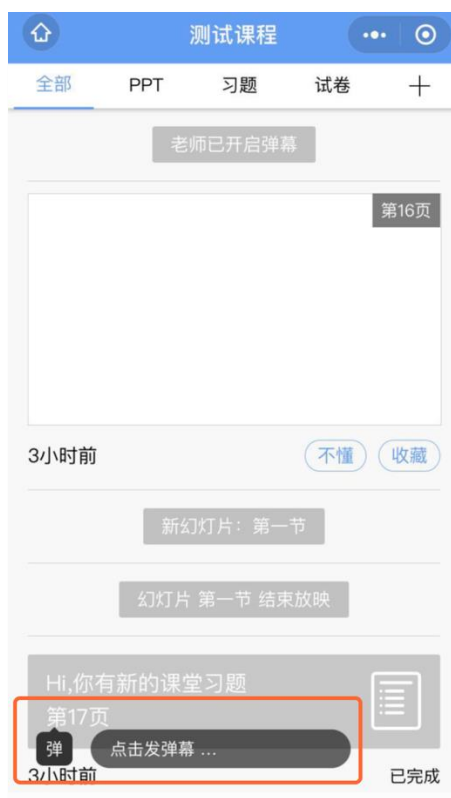 测试课程
全部 PPT 习题 试卷
老师已开启弹幕
第16页
3小时前 不懂 收藏
新幻灯片：第一节
幻灯片 第一节 结束放映
Hi,你有新的课堂习题
第17页
弹 点击发弹幕 ...
3小时前 已完成